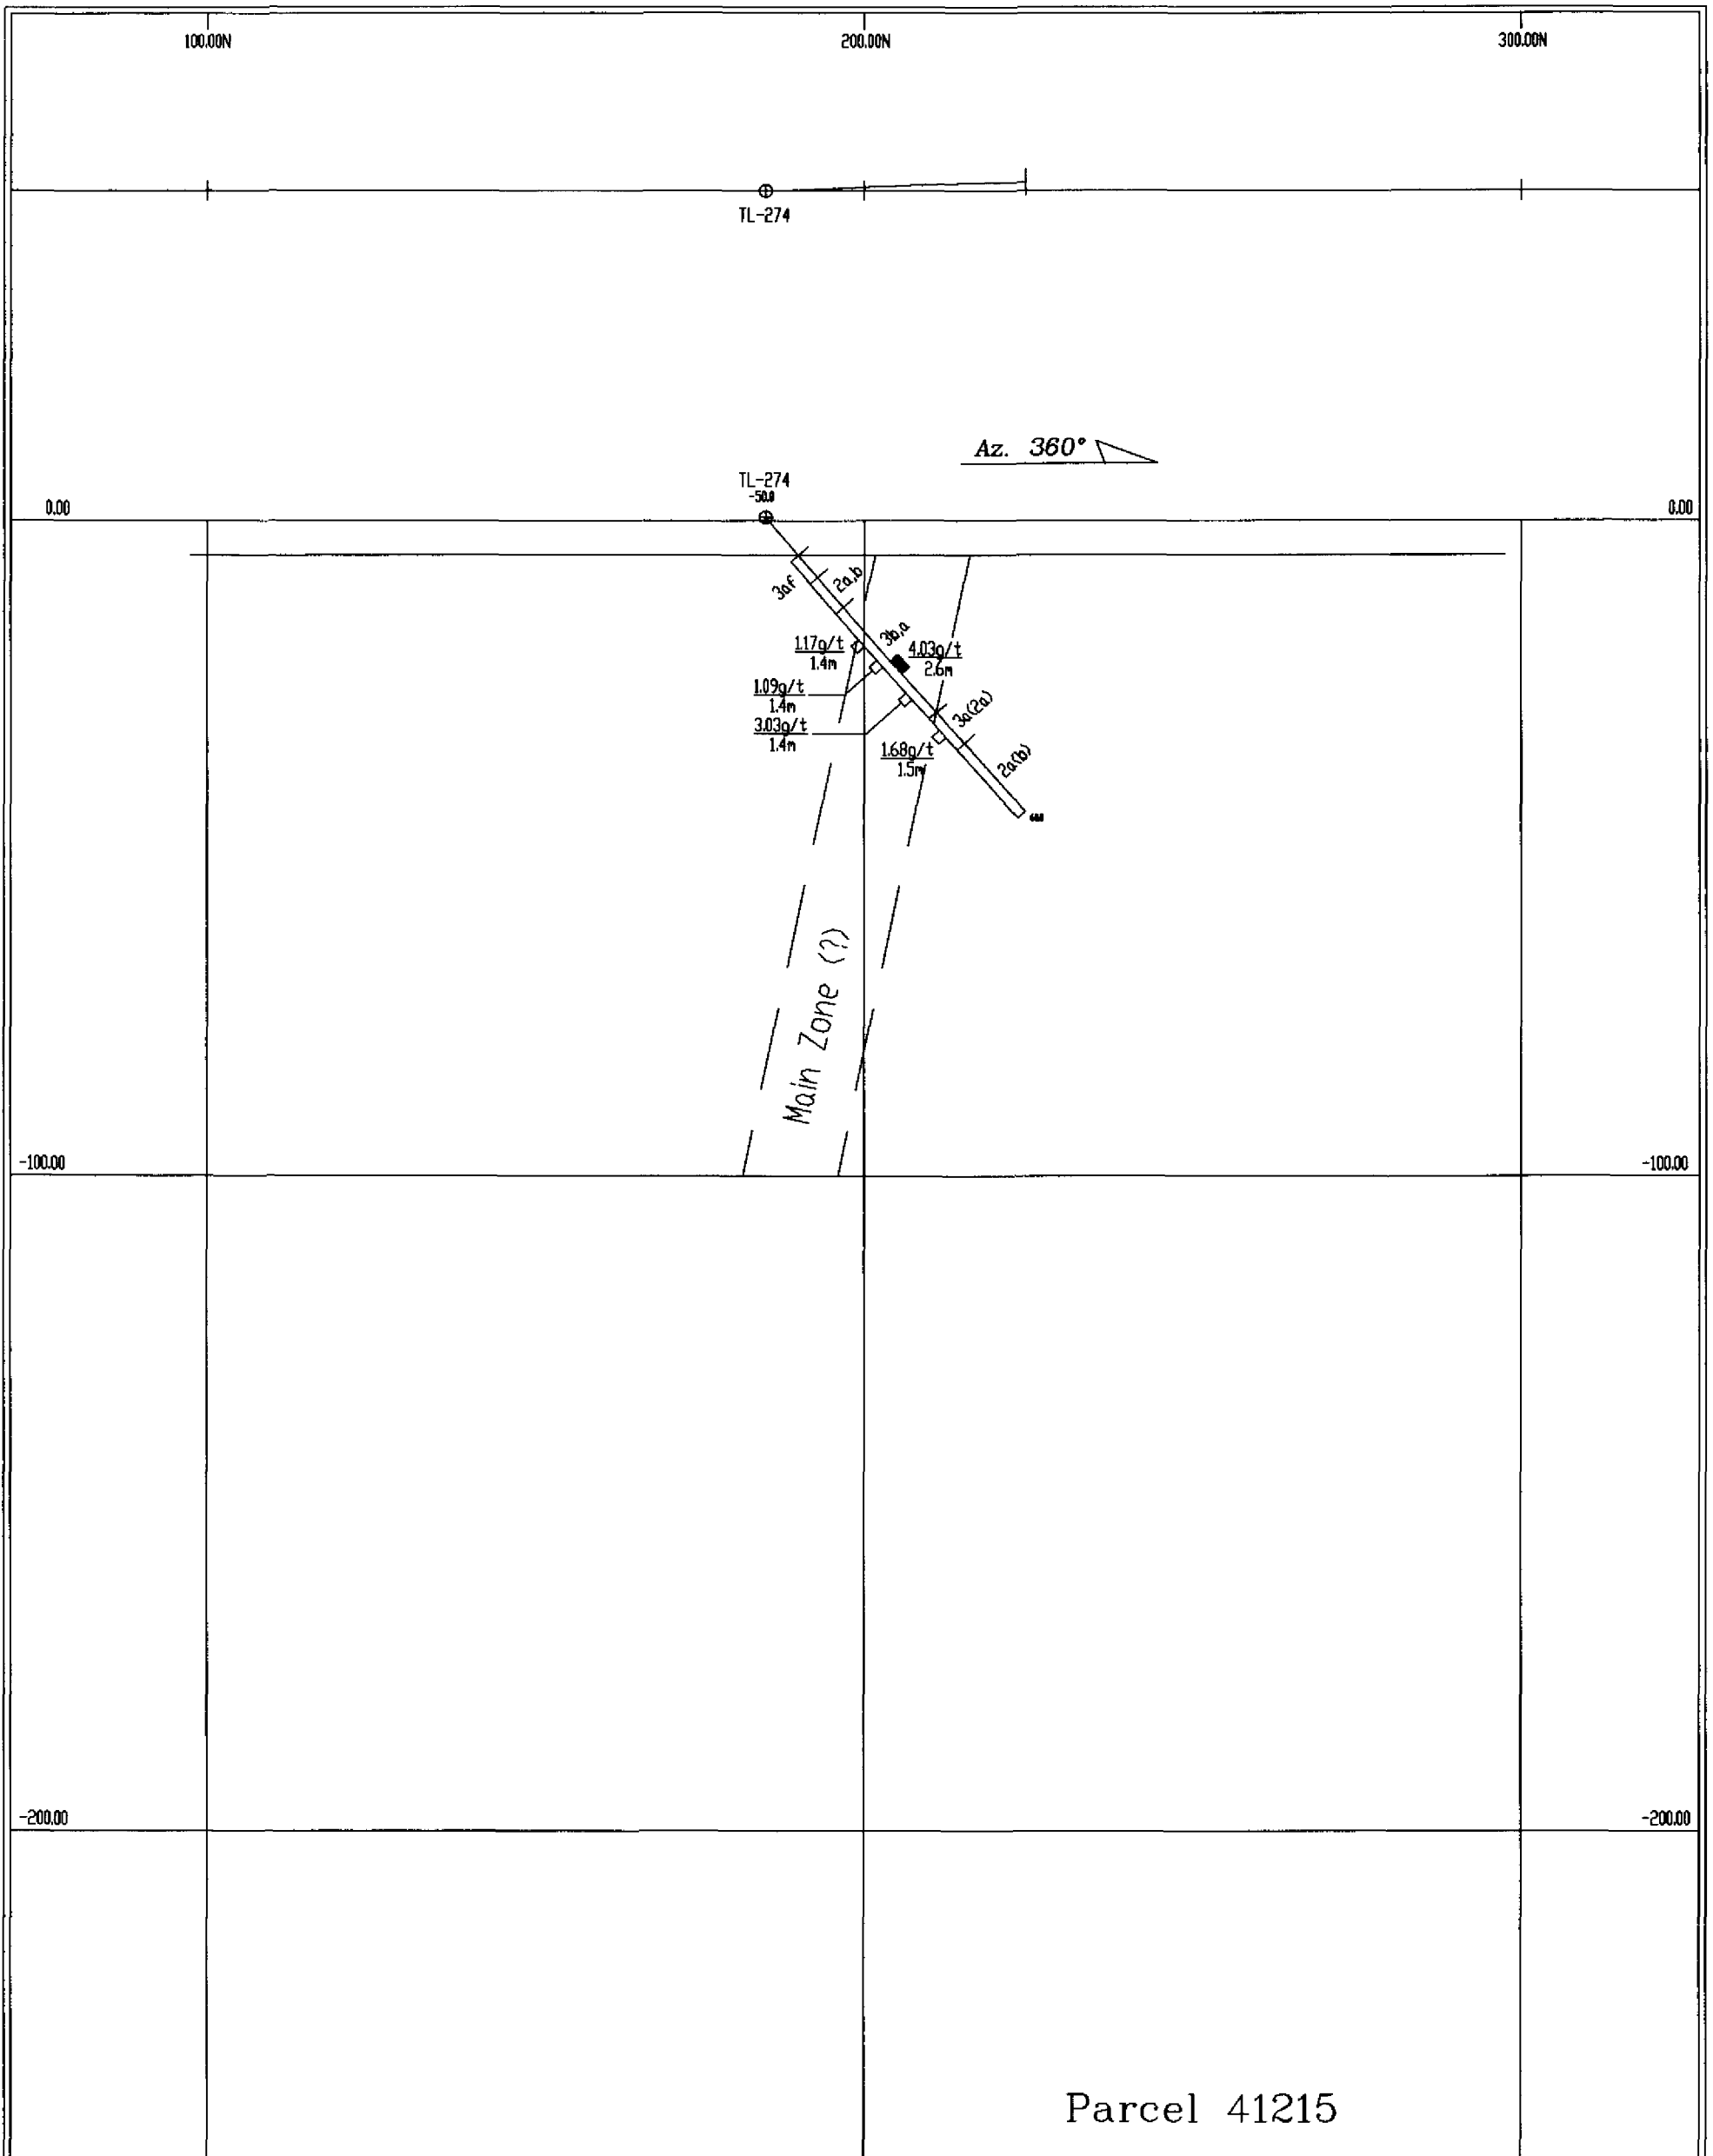 100.00N
200.00N
300.00N
TL-274
Az. 360°
TL-274
-50.0
0.00
0.00
3a,f
2a,b
3b,a
1.17g/t
1.4m
4.03g/t
2.6m
1.09g/t
1.4m
3.03g/t
1.4m
3a(2a)
1.68g/t
1.5m
2a(b)
Main Zone (?)
-100.00
-100.00
-200.00
-200.00
Parcel 41215